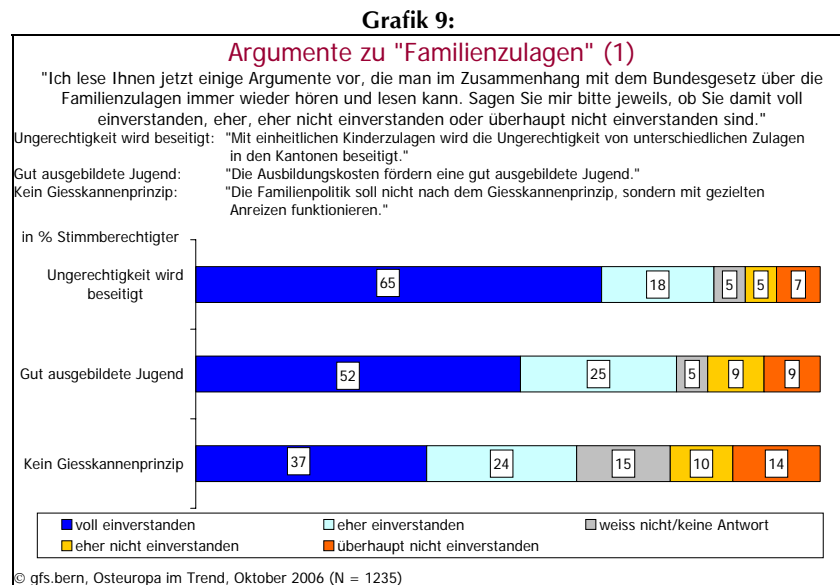 Grafik 9:
Argumente zu "Familienzulagen" (1)
"Ich lese Ihnen jetzt einige Argumente vor, die man im Zusammenhang mit dem Bundesgesetz über die
Familienzulagen immer wieder hören und lesen kann. Sagen Sie mir bitte jeweils, ob Sie damit voll
einverstanden, eher, eher nicht einverstanden oder überhaupt nicht einverstanden sind."
Ungerechtigkeit wird beseitigt: "Mit einheitlichen Kinderzulagen wird die Ungerechtigkeit von unterschiedlichen Zulagen
in den Kantonen beseitigt."
Gut ausgebildete Jugend: "Die Ausbildungskosten fördern eine gut ausgebildete Jugend."
Kein Giesskannenprinzip: "Die Familienpolitik soll nicht nach dem Giesskannenprinzip, sondern mit gezielten
Anreizen funktionieren."
in % Stimmberechtigter
Ungerechtigkeit wird
beseitigt
65 18 5 5 7
Gut ausgebildete Jugend 52 25 5 9 9
Kein Giesskannenprinzip 37 24 15 10 14
voll einverstanden eher einverstanden weiss nicht/keine Antwort
eher nicht einverstanden überhaupt nicht einverstanden
© gfs.bern, Osteuropa im Trend, Oktober 2006 (N = 1235)